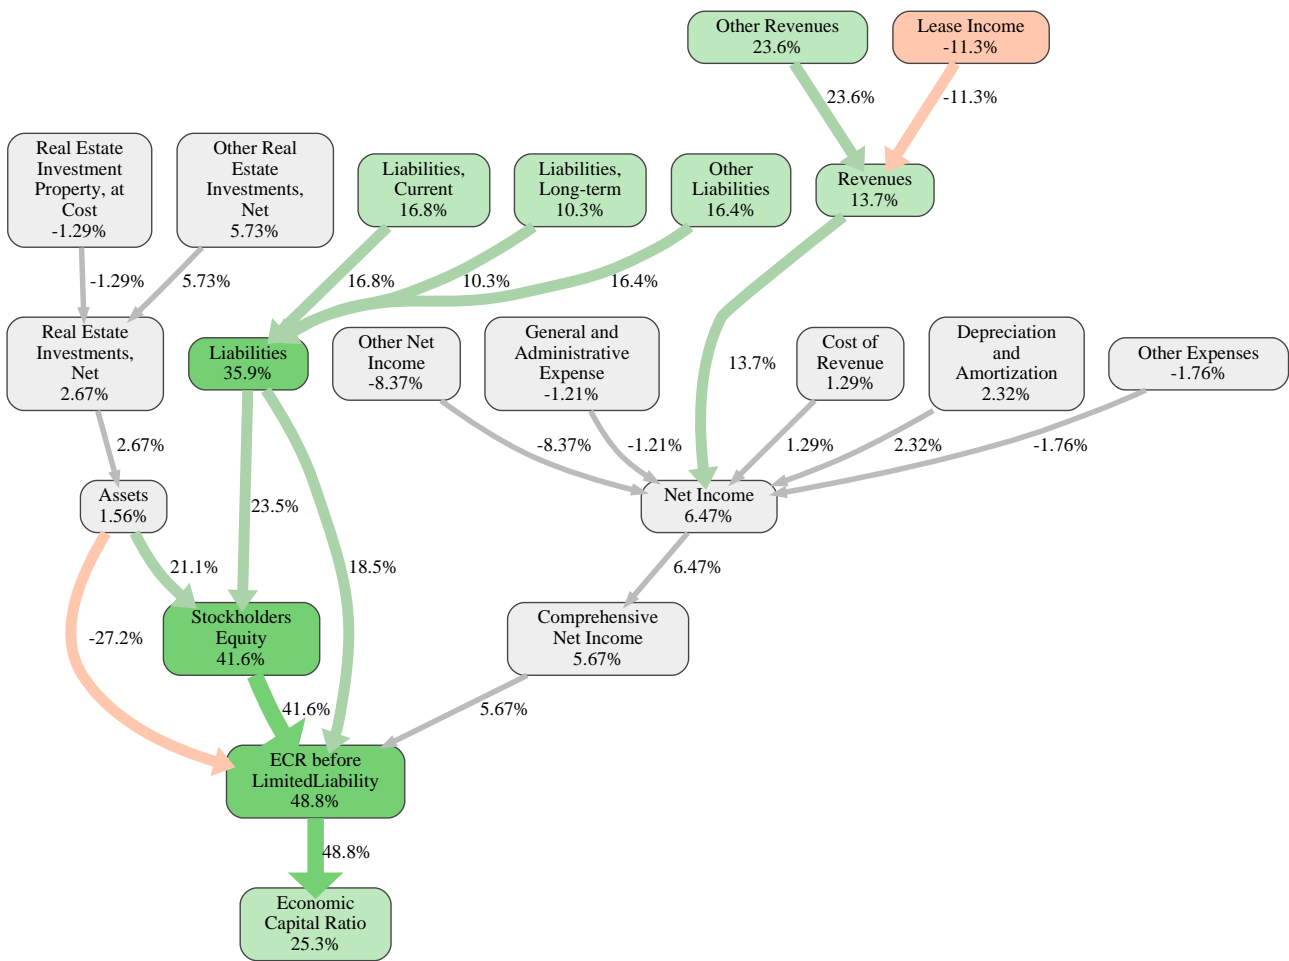 Other Revenues
23.6%
Lease Income
-11.3%
23.6%
-11.3%
Real Estate
Investment
Property, at
Cost
-1.29%
Other Real
Estate
Investments,
Net
5.73%
Liabilities,
Current
16.8%
Liabilities,
Long-term
10.3%
Other
Liabilities
16.4%
Revenues
13.7%
-1.29%
5.73%
16.8%
10.3%
16.4%
Real Estate
Investments,
Net
2.67%
Liabilities
35.9%
Other Net
Income
-8.37%
General and
Administrative
Expense
-1.21%
13.7%
Cost of
Revenue
1.29%
Depreciation
and
Amortization
2.32%
Other Expenses
-1.76%
2.67%
-8.37%
-1.21%
1.29%
2.32%
-1.76%
Assets
1.56%
23.5%
Net Income
6.47%
21.1%
18.5%
6.47%
-27.2%
Stockholders
Equity
41.6%
Comprehensive
Net Income
5.67%
41.6%
5.67%
ECR before
LimitedLiability
48.8%
48.8%
Economic
Capital Ratio
25.3%